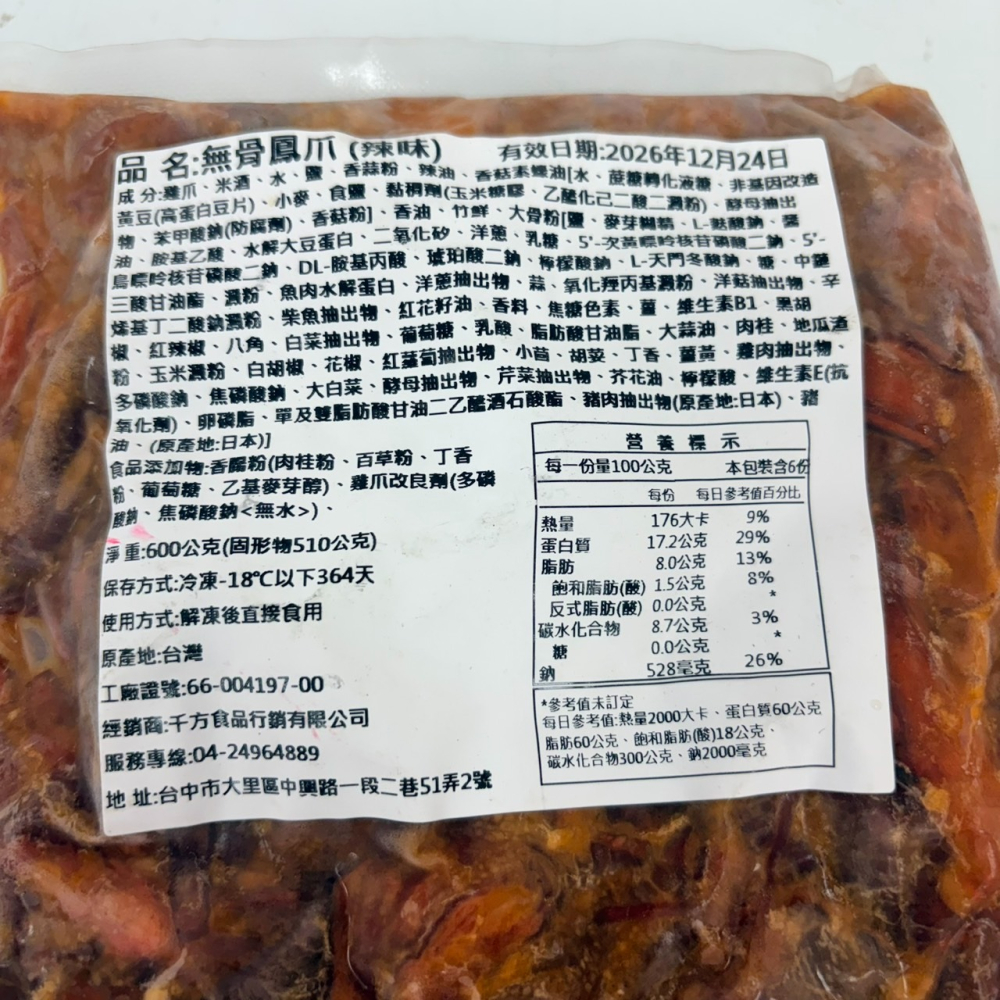 品 名:無骨鳳爪(辣味) 有效日期:2026年12月24日
成分:雞爪、米酒、水、鹽、香蒜粉、辣油、香菇素蠔油[水、蔗糖轉化液糖、非基因改造
黃豆(高蛋白豆片)、小麥、食鹽、黏稠劑(玉米糖膠、乙醯化己二酸二澱粉)、酵母抽出
物、苯甲酸鈉(防腐劑)、香菇粉]、香油、竹鮮、大骨粉[鹽、麥芽糊精、L-麩酸鈉、醬
油、胺基乙酸、水解大豆蛋白、二氧化矽、洋蔥、乳糖、5'-次黃嘌呤核苷磷酸二鈉、5'-
鳥嘌呤核苷磷酸二鈉、DL-胺基丙酸、琥珀酸二鈉、檸檬酸鈉、L-天門冬酸鈉、糖、中鏈
三酸甘油酯、澱粉、魚肉水解蛋白、洋蔥抽出物、蒜、氧化羥丙基澱粉、洋菇抽出物、辛
烯基丁二酸鈉澱粉、柴魚抽出物、紅花籽油、香料、焦糖色素、薑、維生素B1、黑胡
椒、紅辣椒、八角、白菜抽出物、葡萄糖、乳酸、脂肪酸甘油脂、大蒜油、肉桂、地瓜渣
粉、玉米澱粉、白胡椒、花椒、紅蘿蔔抽出物、小茴、胡荽、丁香、薑黃、雞肉抽出物、
多磷酸鈉、焦磷酸鈉、大白菜、酵母抽出物、芹菜抽出物、芥花油、檸檬酸、維生素E(抗
氧化劑)、卵磷脂、單及雙脂肪酸甘油二乙醯酒石酸酯、豬肉抽出物(原產地:日本)、豬
油、(原產地:日本)]
食品添加物:香露粉(肉桂粉、百草粉、丁香
粉、葡萄糖、乙基麥芽醇)、雞爪改良劑(多磷
酸鈉、焦磷酸鈉<無水>)、
淨重:600公克(固形物510公克)
保存方式:冷凍-18℃以下364天
使用方式:解凍後直接食用
原產地:台灣
工廠證號:66-004197-00
經銷商:千方食品行銷有限公司
服務專線:04-24964889
地 址:台中市大里區中興路一段二巷51弄2號
營 養 標 示
每一份量100公克 本包裝含6份
每份 每日參考值百分比
熱量 176大卡 9%
蛋白質 17.2公克 29%
脂肪 8.0公克 13%
飽和脂肪(酸) 1.5公克 8%
反式脂肪(酸) 0.0公克 *
碳水化合物 8.7公克 3%
糖 0.0公克 *
鈉 528毫克 26%
*參考值未訂定
每日參考值:熱量2000大卡、蛋白質60公克
脂肪60公克、飽和脂肪(酸)18公克、
碳水化合物300公克、鈉2000毫克